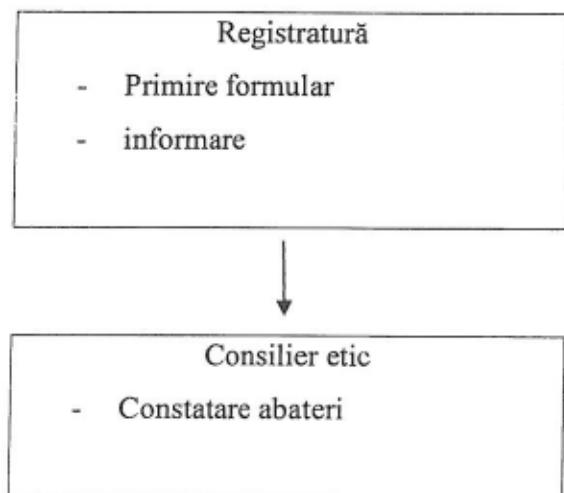 Registratură
- Primire formular
- informare
Consilier etic
- Constatare abateri